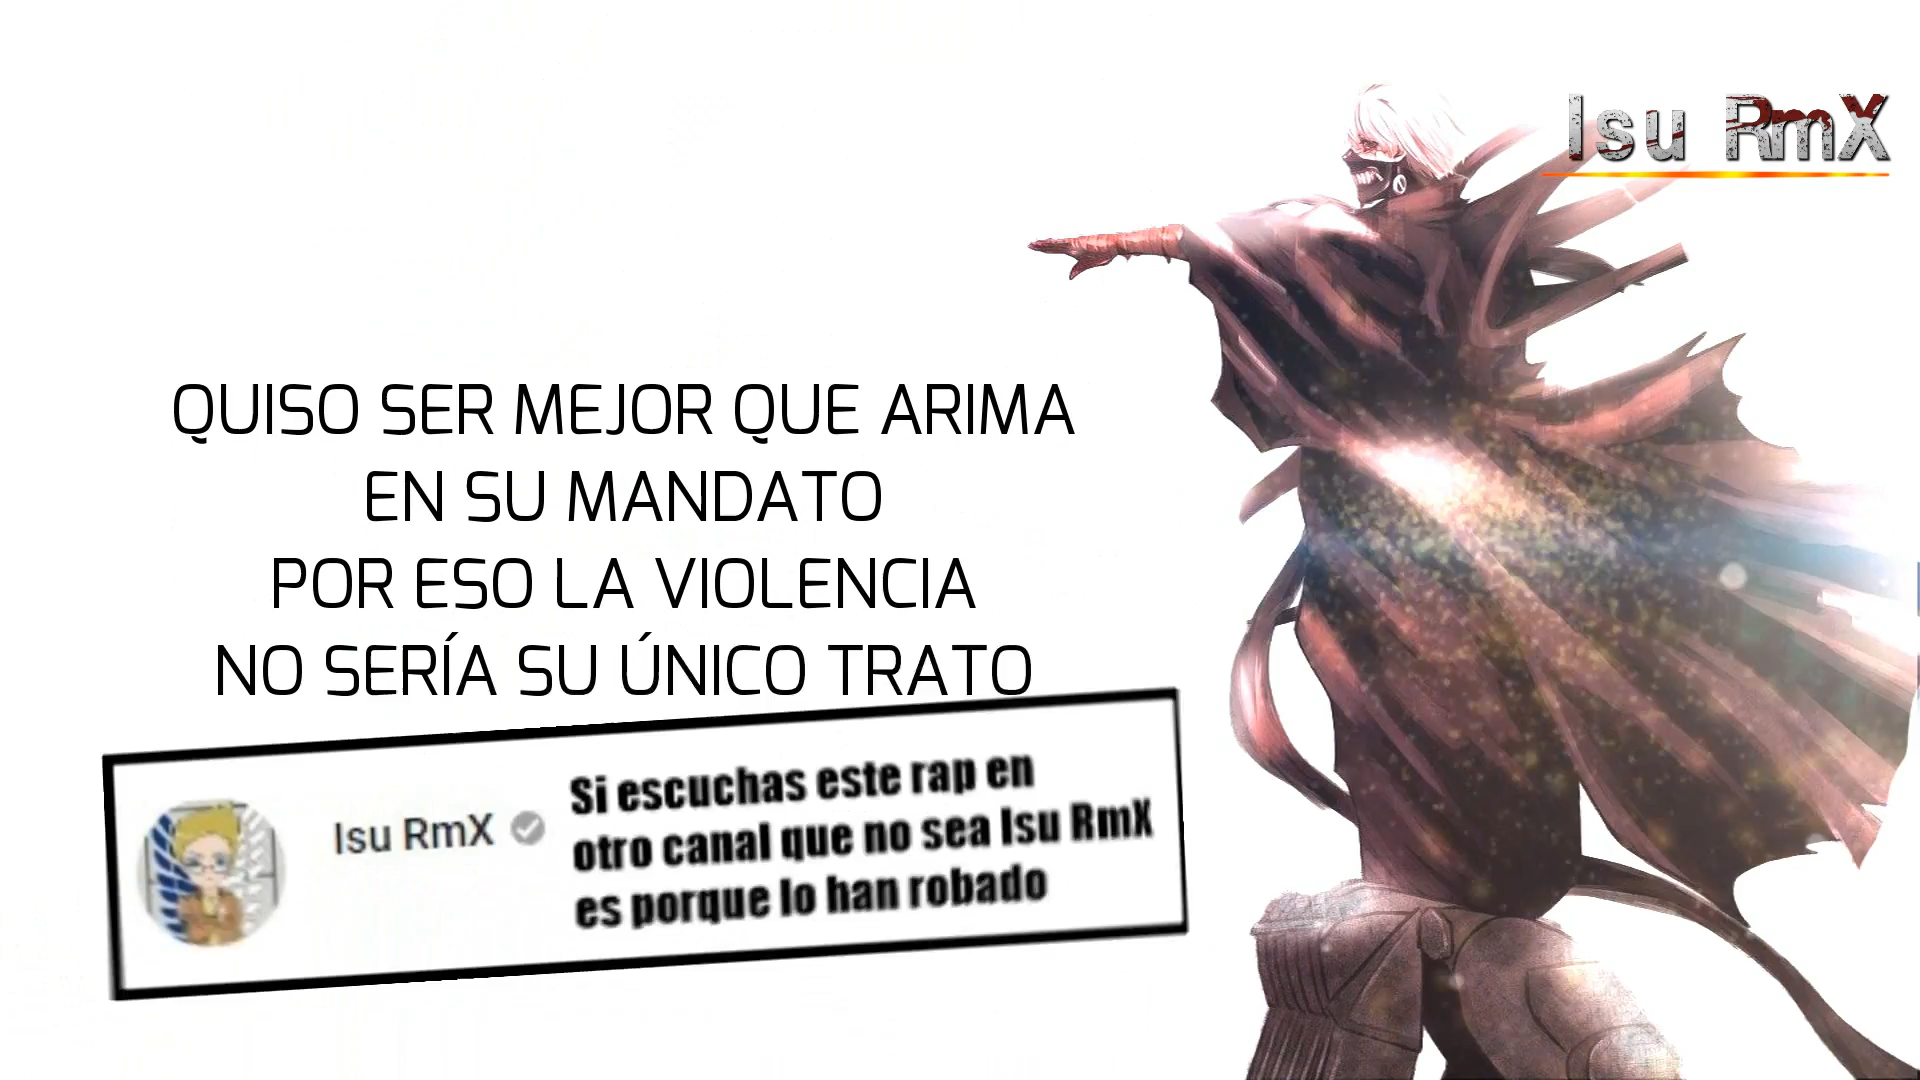 Isu RmX
QUISO SER MEJOR QUE ARIMA
EN SU MANDATO
POR ESO LA VIOLENCIA
NO SERÍA SU ÚNICO TRATO
Isu RmX
Si escuchas este rap en
otro canal que no sea Isu RmX
es porque lo han robado